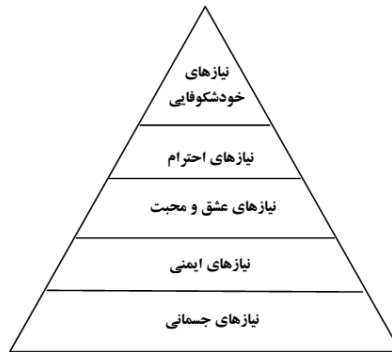 نیازهای
خودشکوفایی
نیازهای احترام
نیازهای عشق و محبت
نیازهای ایمنی
نیازهای جسمانی